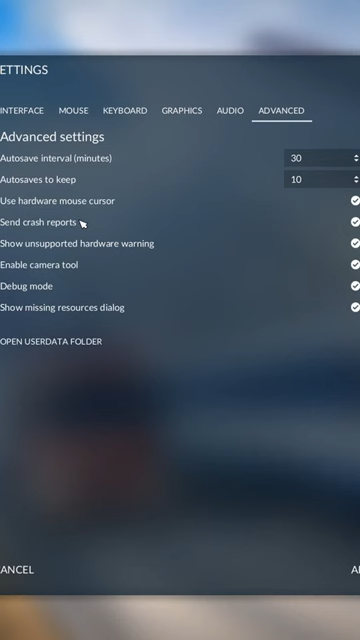 ETTINGS
INTERFACE MOUSE KEYBOARD GRAPHICS AUDIO ADVANCED
Advanced settings
Autosave interval (minutes) 30
Autosaves to keep 10
Use hardware mouse cursor
Send crash reports
Show unsupported hardware warning
Enable camera tool
Debug mode
Show missing resources dialog
OPEN USERDATA FOLDER
ANCEL